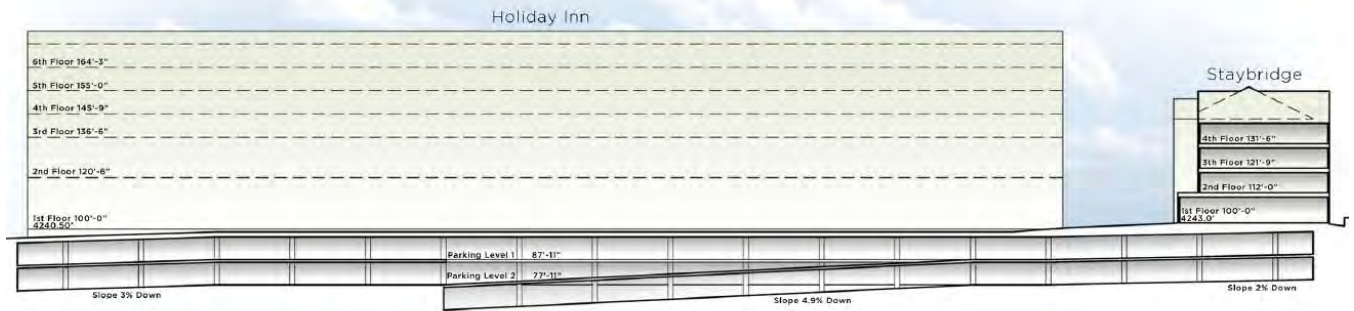 Holiday Inn
6th Floor 164'-3"
5th Floor 155'-0"
4th Floor 145'-9"
3rd Floor 136'-6"
2nd Floor 120'-6"
1st Floor 100'-0"
4240.50'
Staybridge
4th Floor 131'-6"
3th Floor 121'-9"
2nd Floor 112'-0"
1st Floor 100'-0"
4243.0'
Parking Level 1 87'-11"
Parking Level 2 77'-11"
Slope 3% Down
Slope 4.9% Down
Slope 2% Down